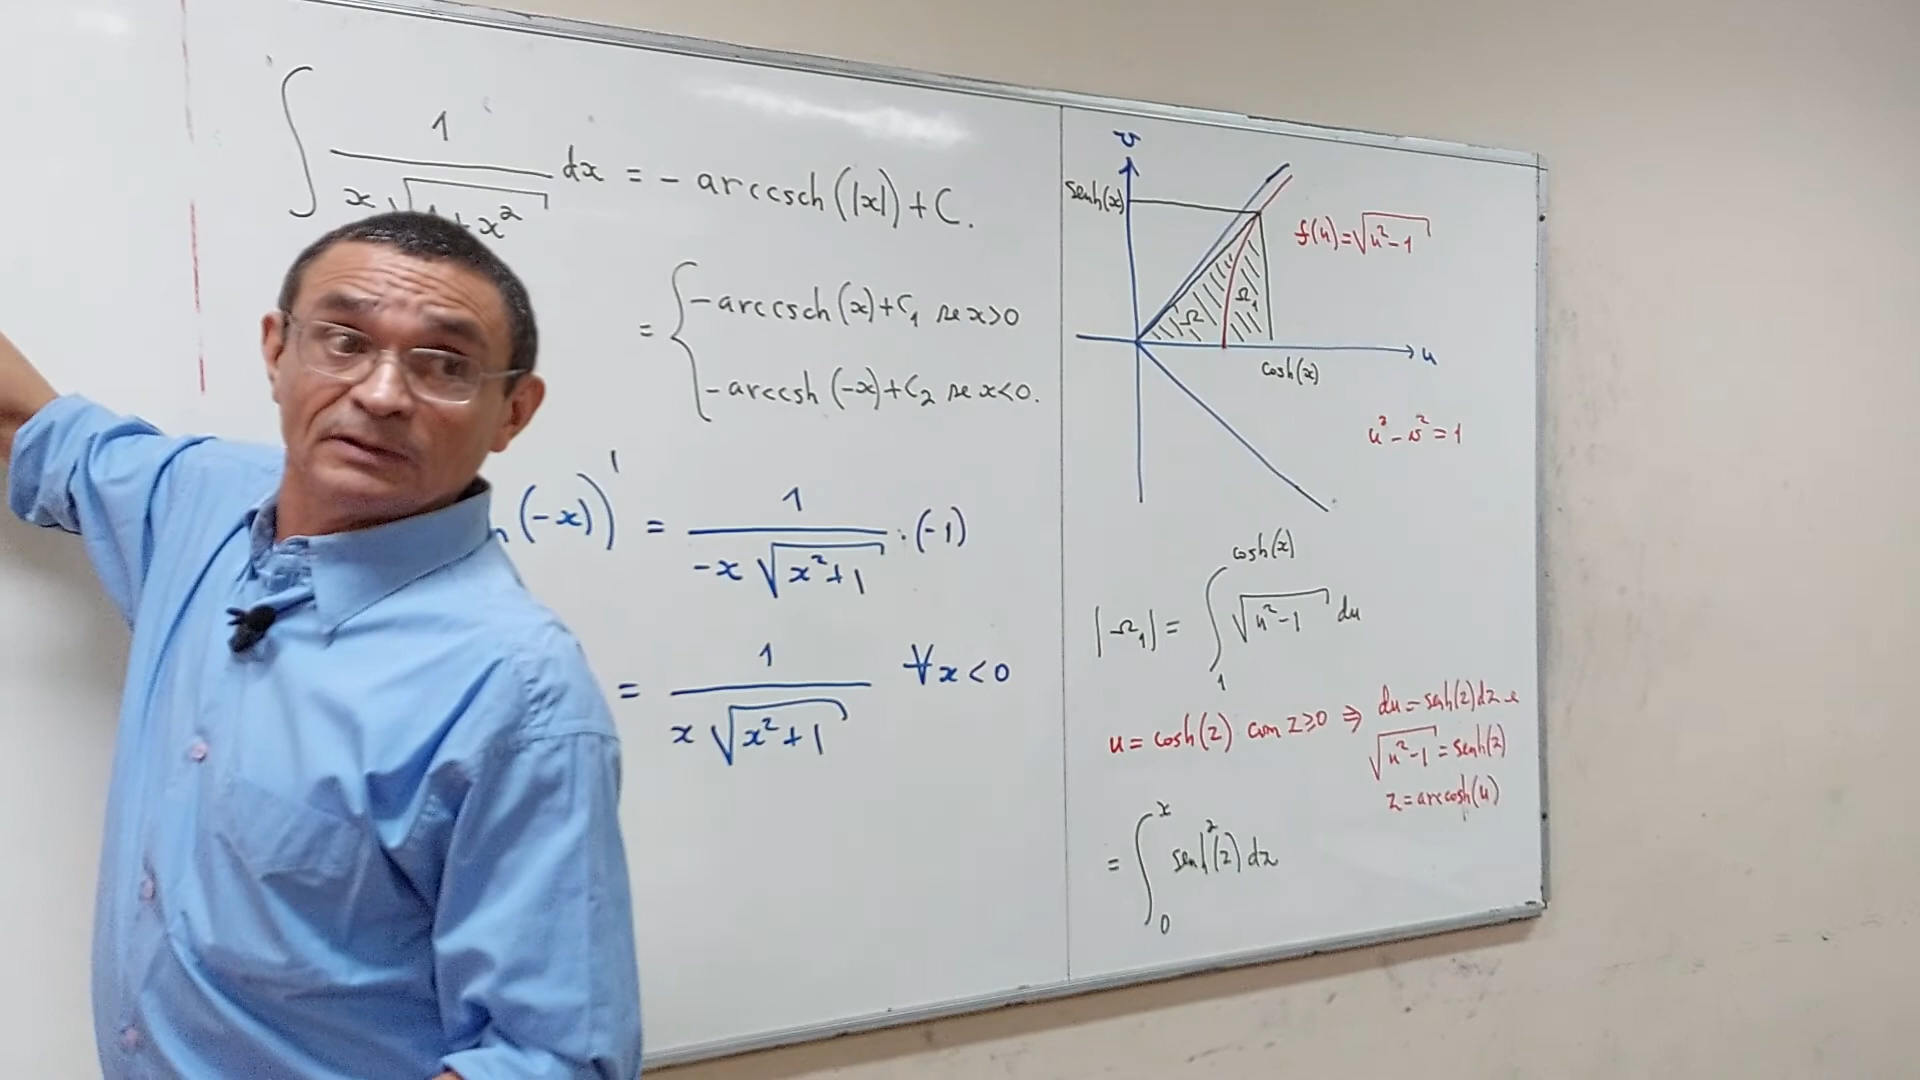 ∫ 1/(x√(1+x²)) dx = - arccsch(|x|) + C.
= { -arccsch(x)+C₁ se x>0
-arccsh(-x)+C₂ se x<0.
(-x))' = 1/(-x√(x²+1)) · (-1)
= 1/(x√(x²+1)) ∀x<0
v
senh(x)
f(u)=√(u²-1)
Ω Ω₁
u
cosh(x)
u²-v²=1
|Ω₁| = ∫₁^cosh(x) √(u²-1) du
u = cosh(z) com z≥0 ⇒ du = senh(z)dz e
√(u²-1) = senh(z)
z = arccosh(u)
= ∫₀^x senh²(z) dz